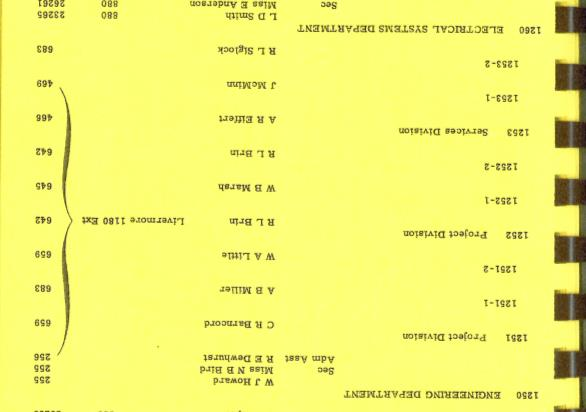 1250 ENGINEERING DEPARTMENT
W J Howard 255
Sec Miss N B Bird 255
Adm Asst R E Dewhurst 256
1251 Project Division
C R Barncord 659
1251-1
A B Miller 683
1251-2
W A Little 659
1252 Project Division
R L Brin Livermore 1180 Ext 642
1252-1
W B Marsh 645
1252-2
R L Brin 642
1253 Services Division
A R Eiffert 466
1253-1
J McMinn 469
1253-2
R L Siglock 683
1260 ELECTRICAL SYSTEMS DEPARTMENT
L D Smith 880 23265
Sec Miss E Anderson 880 26261